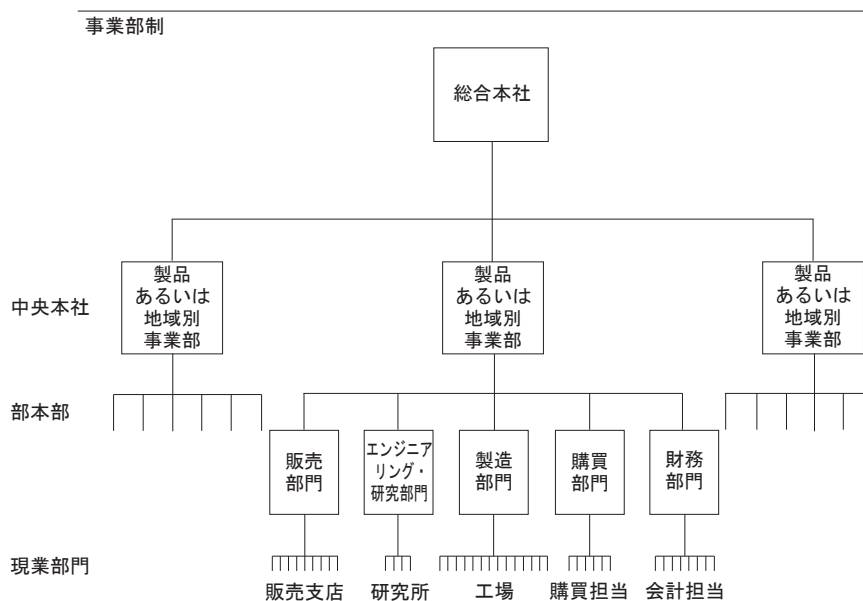 事業部制
総合本社
中央本社
製品
あるいは
地域別
事業部
製品
あるいは
地域別
事業部
製品
あるいは
地域別
事業部
部本部
販売
部門
エンジニア
リング・
研究部門
製造
部門
購買
部門
財務
部門
現業部門
販売支店
研究所
工場
購買担当
会計担当